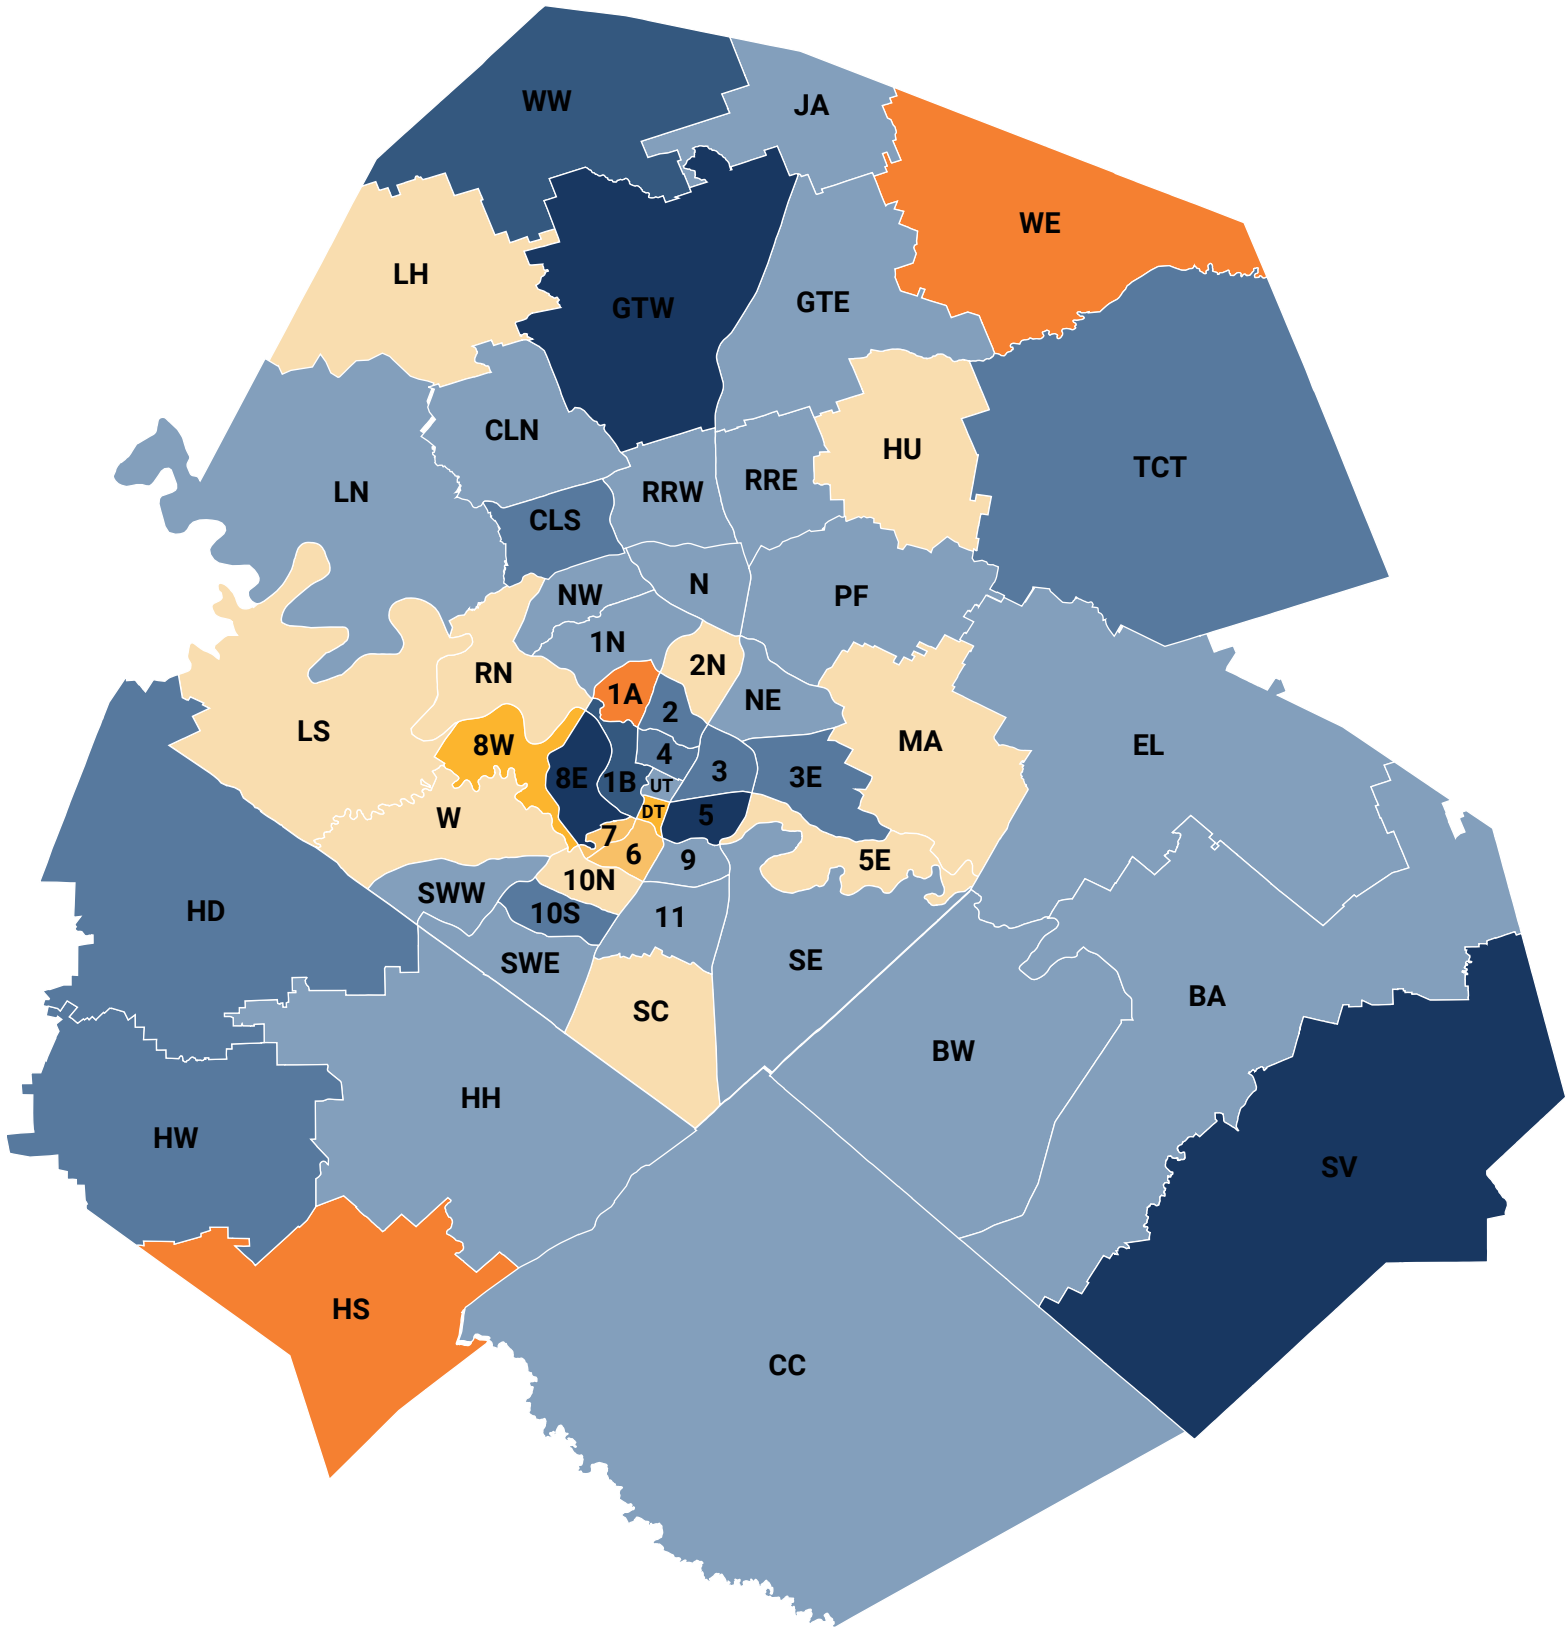 WW
JA
WE
LH
GTW
GTE
CLN
HU
TCT
LN
RRW
RRE
CLS
NW
N
PF
1N
2N
RN
1A
NE
2
LS
8W
MA
EL
4
3
8E
1B
UT
3E
W
DT
5
7
6
9
5E
10N
SWW
HD
10S
11
SWE
SE
BA
SC
BW
HH
HW
SV
HS
CC